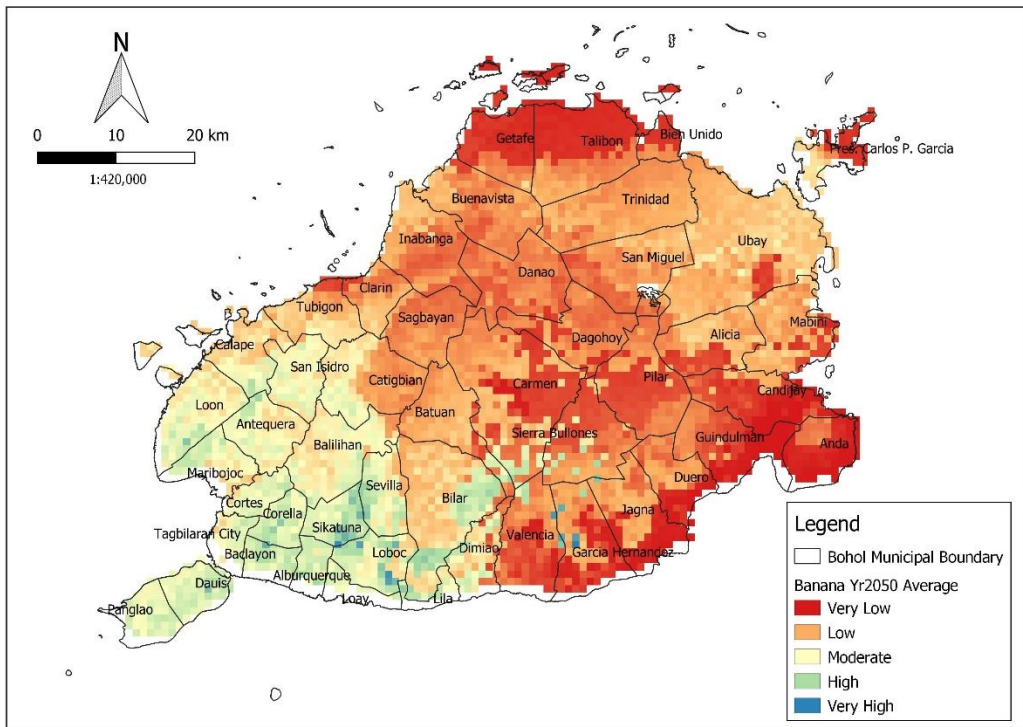 N
0 10 20 km
1:420,000
Getafe
Talibon
Bien Unido
Pres. Carlos P. Garcia
Buenavista
Trinidad
Inabanga
Ubay
San Miguel
Danao
Clarin
Tubigon
Sagbayan
Mabini
Dagohoy
Alicia
Calape
San Isidro
Catigbian
Carmen
Pilar
Candijay
Loon
Antequera
Batuan
Balilihan
Sierra Bullones
Guindulman
Anda
Maribojoc
Sevilla
Duero
Bilar
Cortes
Corella
Jagna
Tagbilaran City
Sikatuna
Valencia
Baclayon
Loboc
Dimiao
Garcia Hernandez
Alburquerque
Dauis
Loay
Lila
Panglao
Legend
Bohol Municipal Boundary
Banana Yr2050 Average
Very Low
Low
Moderate
High
Very High